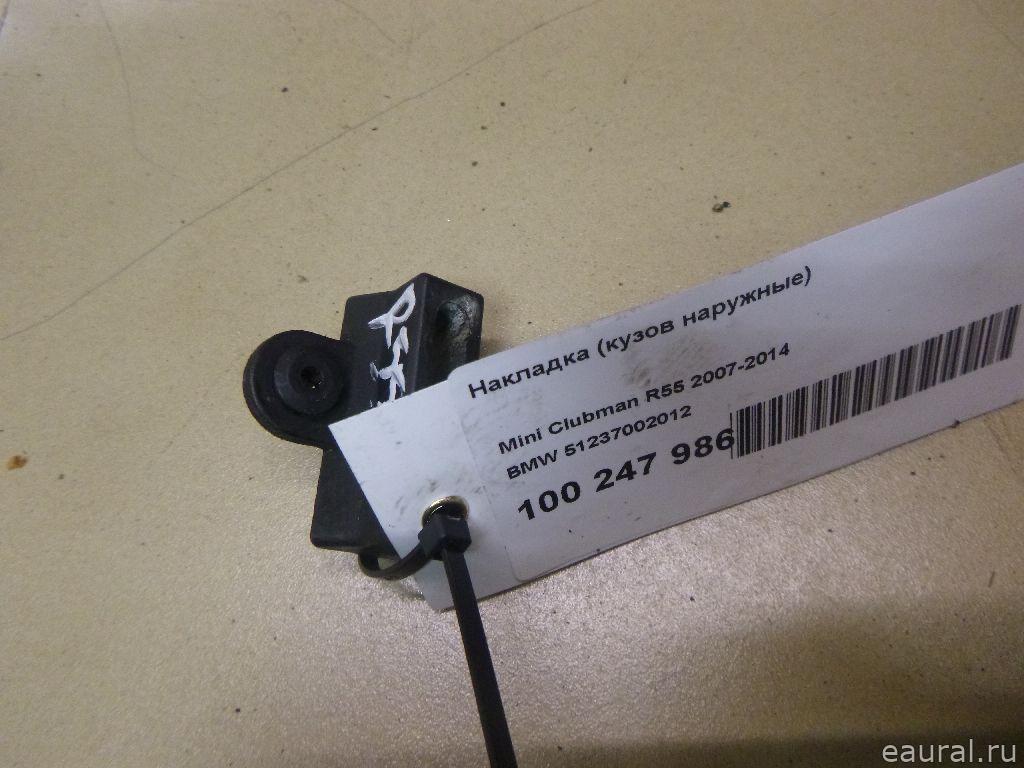 Накладка (кузов наружные)
Mini Clubman R55 2007-2014
BMW 51237002012
100 247 986
eaural.ru